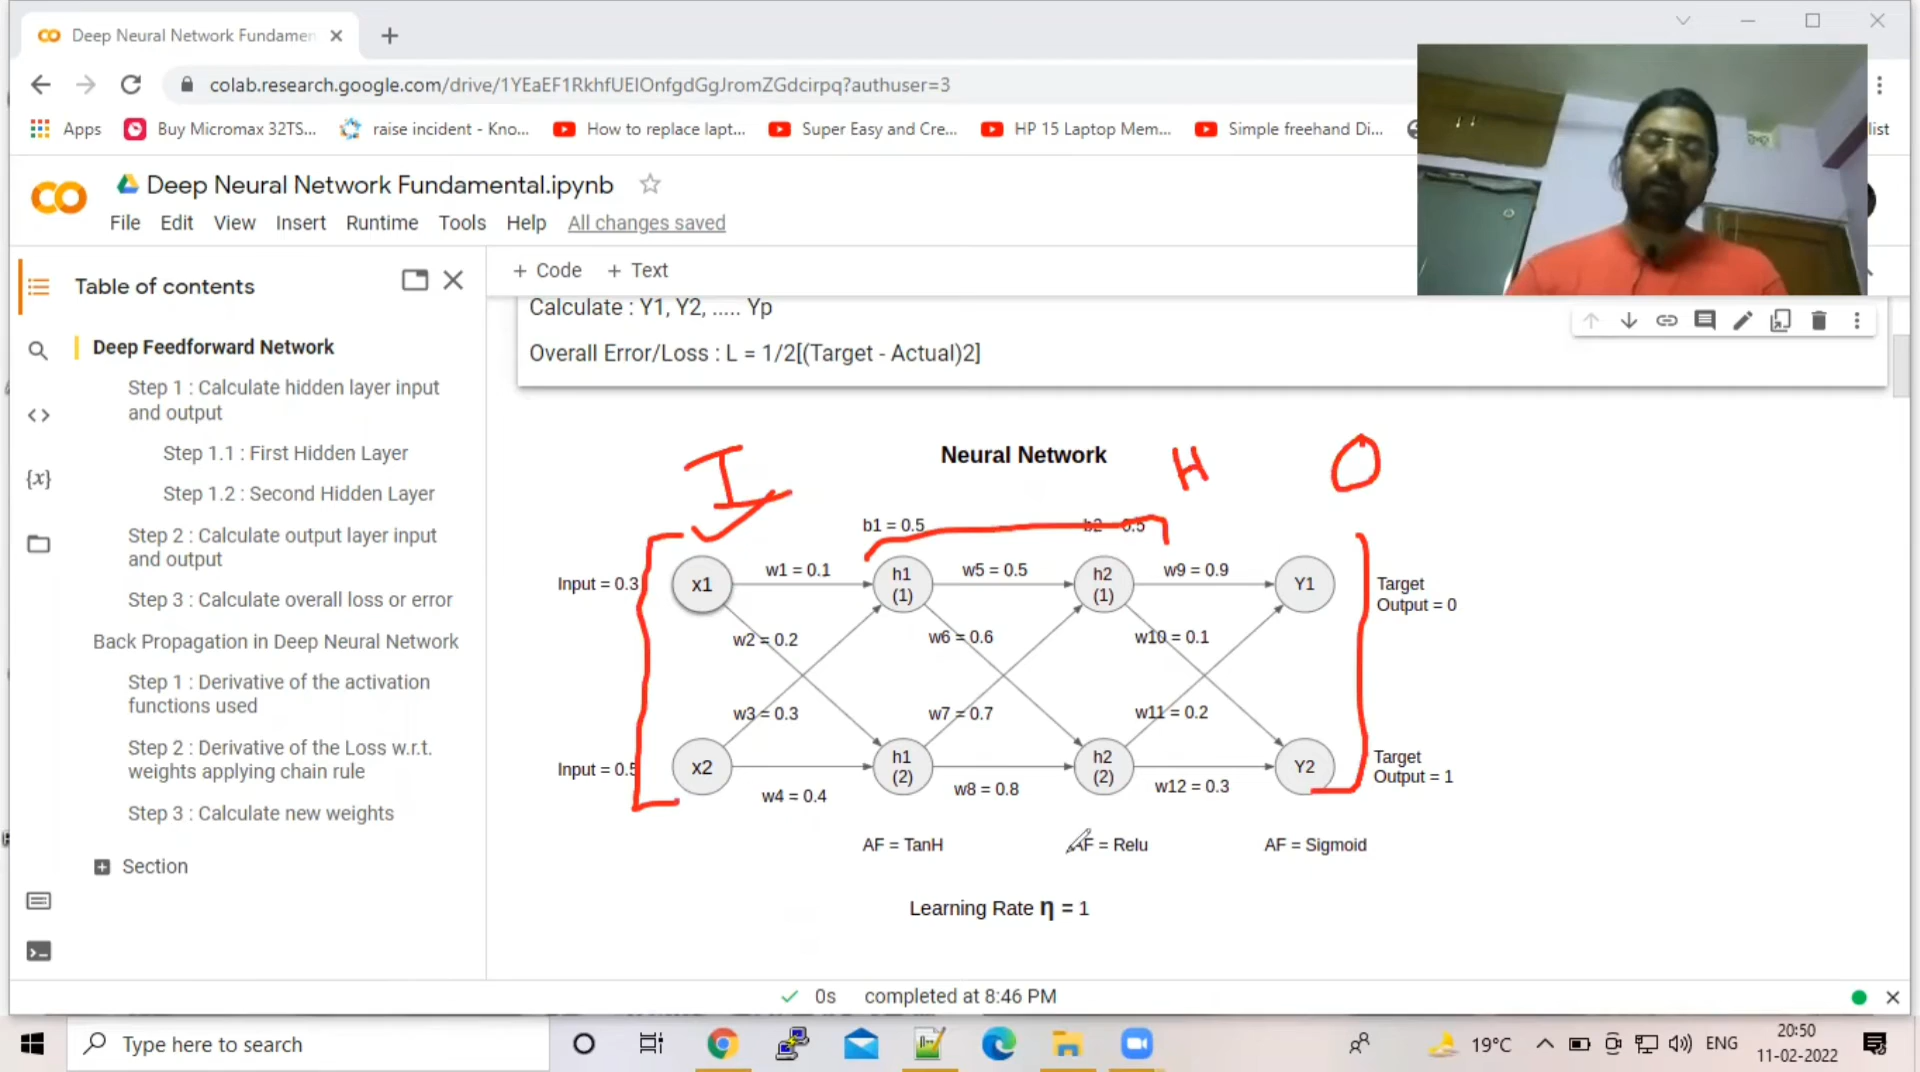 Deep Neural Network Fundamen
colab.research.google.com/drive/1YEaEF1RkhfUEIOnfgdGgJromZGdcirpq?authuser=3
Apps
Buy Micromax 32TS...
raise incident - Kno...
How to replace lapt...
Super Easy and Cre...
HP 15 Laptop Mem...
Simple freehand Di...
list
Deep Neural Network Fundamental.ipynb
File Edit View Insert Runtime Tools Help All changes saved
Table of contents
Deep Feedforward Network
Step 1 : Calculate hidden layer input
and output
Step 1.1 : First Hidden Layer
Step 1.2 : Second Hidden Layer
Step 2 : Calculate output layer input
and output
Step 3 : Calculate overall loss or error
Back Propagation in Deep Neural Network
Step 1 : Derivative of the activation
functions used
Step 2 : Derivative of the Loss w.r.t.
weights applying chain rule
Step 3 : Calculate new weights
Section
+ Code + Text
Calculate : Y1, Y2, ..... Yp
Overall Error/Loss : L = 1/2[(Target - Actual)2]
Neural Network
I
H
O
b1 = 0.5
b2 = 0.5
Input = 0.3
x1
w1 = 0.1
h1
(1)
w5 = 0.5
h2
(1)
w9 = 0.9
Y1
Target
Output = 0
w2 = 0.2
w6 = 0.6
w10 = 0.1
w3 = 0.3
w7 = 0.7
w11 = 0.2
Input = 0.5
x2
w4 = 0.4
h1
(2)
w8 = 0.8
h2
(2)
w12 = 0.3
Y2
Target
Output = 1
AF = TanH
AF = Relu
AF = Sigmoid
Learning Rate η = 1
0s completed at 8:46 PM
Type here to search
19°C
ENG
20:50
11-02-2022